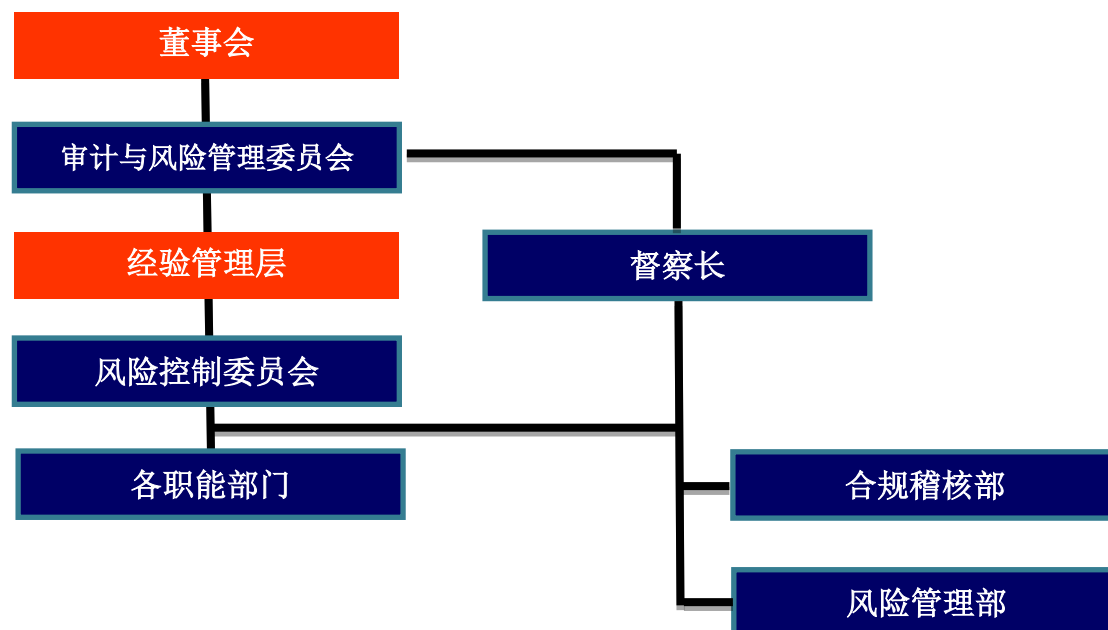 董事会
审计与风险管理委员会
经验管理层
督察长
风险控制委员会
各职能部门
合规稽核部
风险管理部